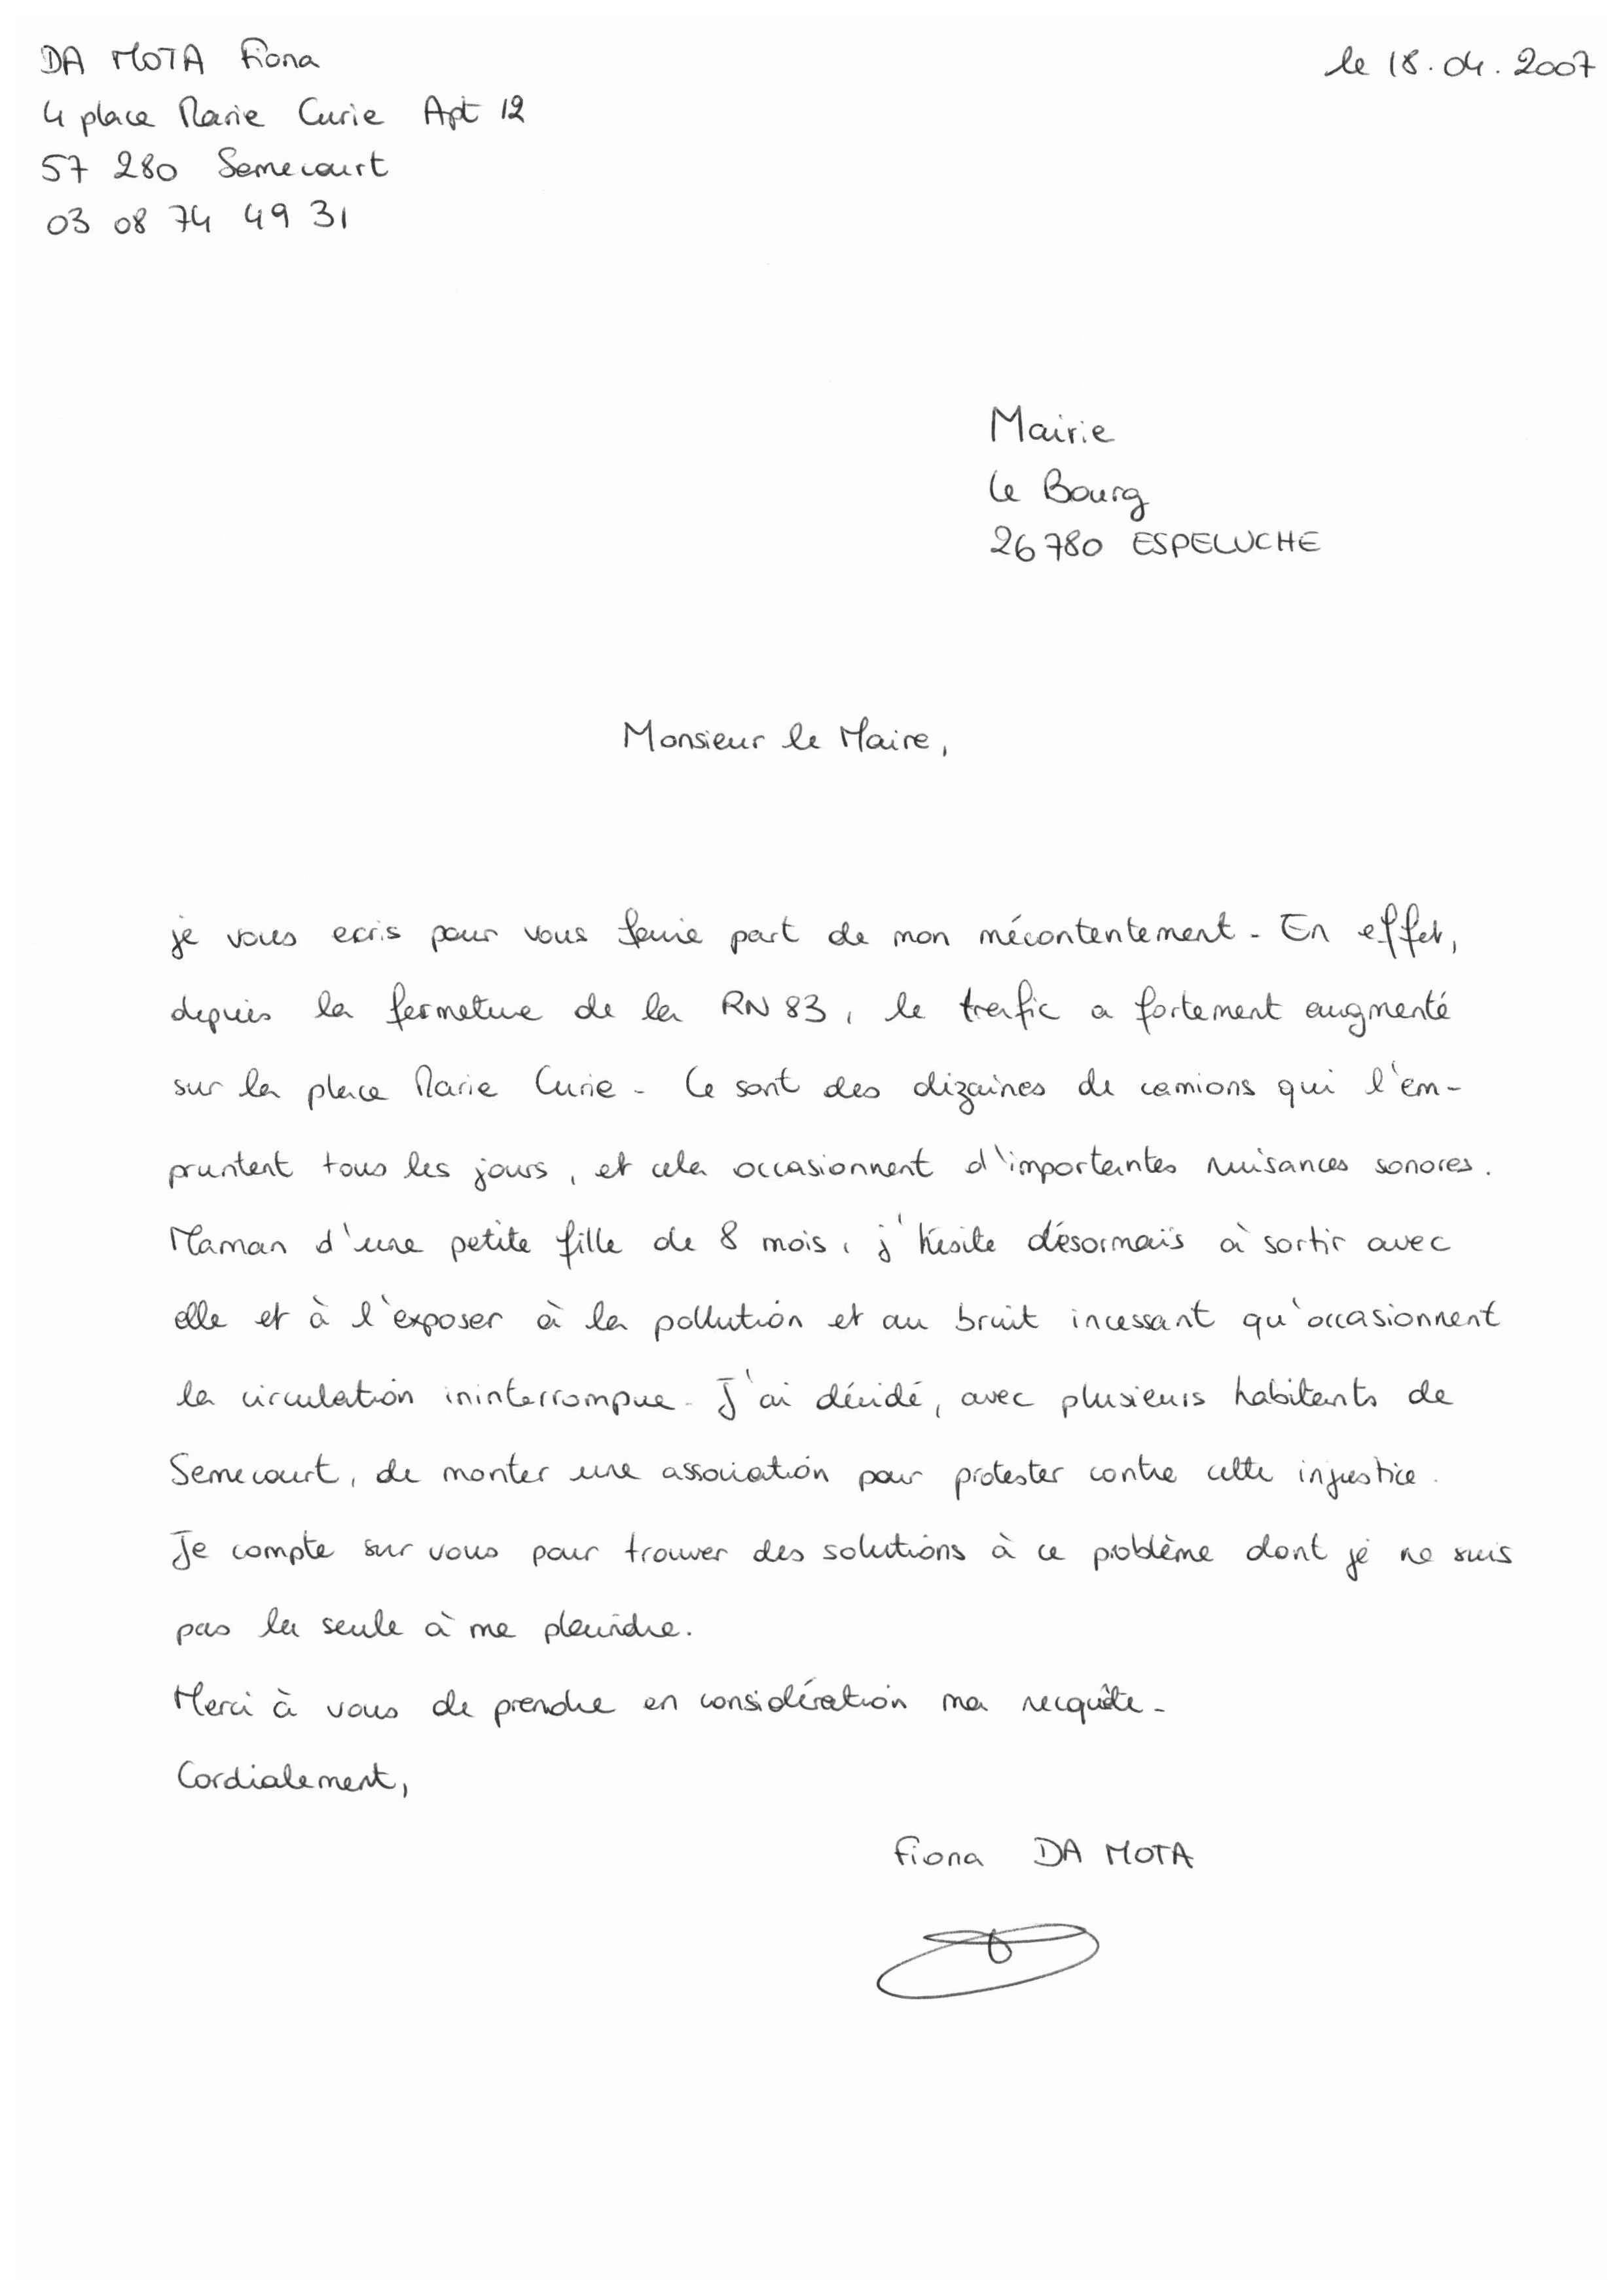 DA MOTA Fiona
le 18.04.2007
4 place Marie Curie Apt 12
57 280 Semecourt
03 08 74 49 31
Mairie
Le Bourg
26780 ESPELUCHE
Monsieur le Maire,
je vous ecris pour vous faire part de mon mécontentement. En effet,
depuis la fermeture de la RN 83, le trafic a fortement augmenté
sur la place Marie Curie. Ce sont des dizaines de camions qui l'em-
pruntent tous les jours, et cela occasionnent d'importantes nuisances sonores.
Maman d'une petite fille de 8 mois, j'hésite désormais à sortir avec
elle et à l'exposer à la pollution et au bruit incessant qu'occasionnent
la circulation ininterrompue. J'ai décidé, avec plusieurs habitants de
Semecourt, de monter une association pour protester contre cette injustice.
Je compte sur vous pour trouver des solutions à ce problème dont je ne suis
pas la seule à me plaindre.
Merci à vous de prendre en considération ma recquête.
Cordialement,
Fiona DA MOTA